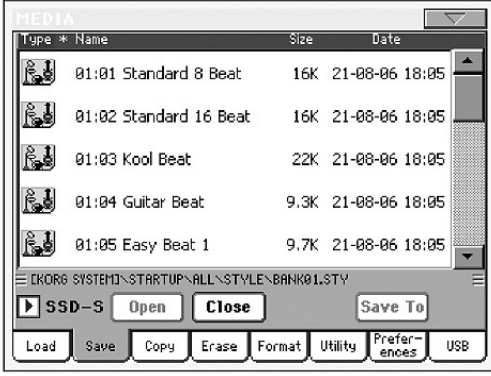 MEDIA
Type * Name Size Date
01:01 Standard 8 Beat 16K 21-08-06 18:05
01:02 Standard 16 Beat 16K 21-08-06 18:05
01:03 Kool Beat 22K 21-08-06 18:05
01:04 Guitar Beat 9.3K 21-08-06 18:05
01:05 Easy Beat 1 9.7K 21-08-06 18:05
[KORG SYSTEM]\STARTUP\ALL\STYLE\BANK01.STY
SSD-S Open Close Save To
Load Save Copy Erase Format Utility Prefer-ences USB